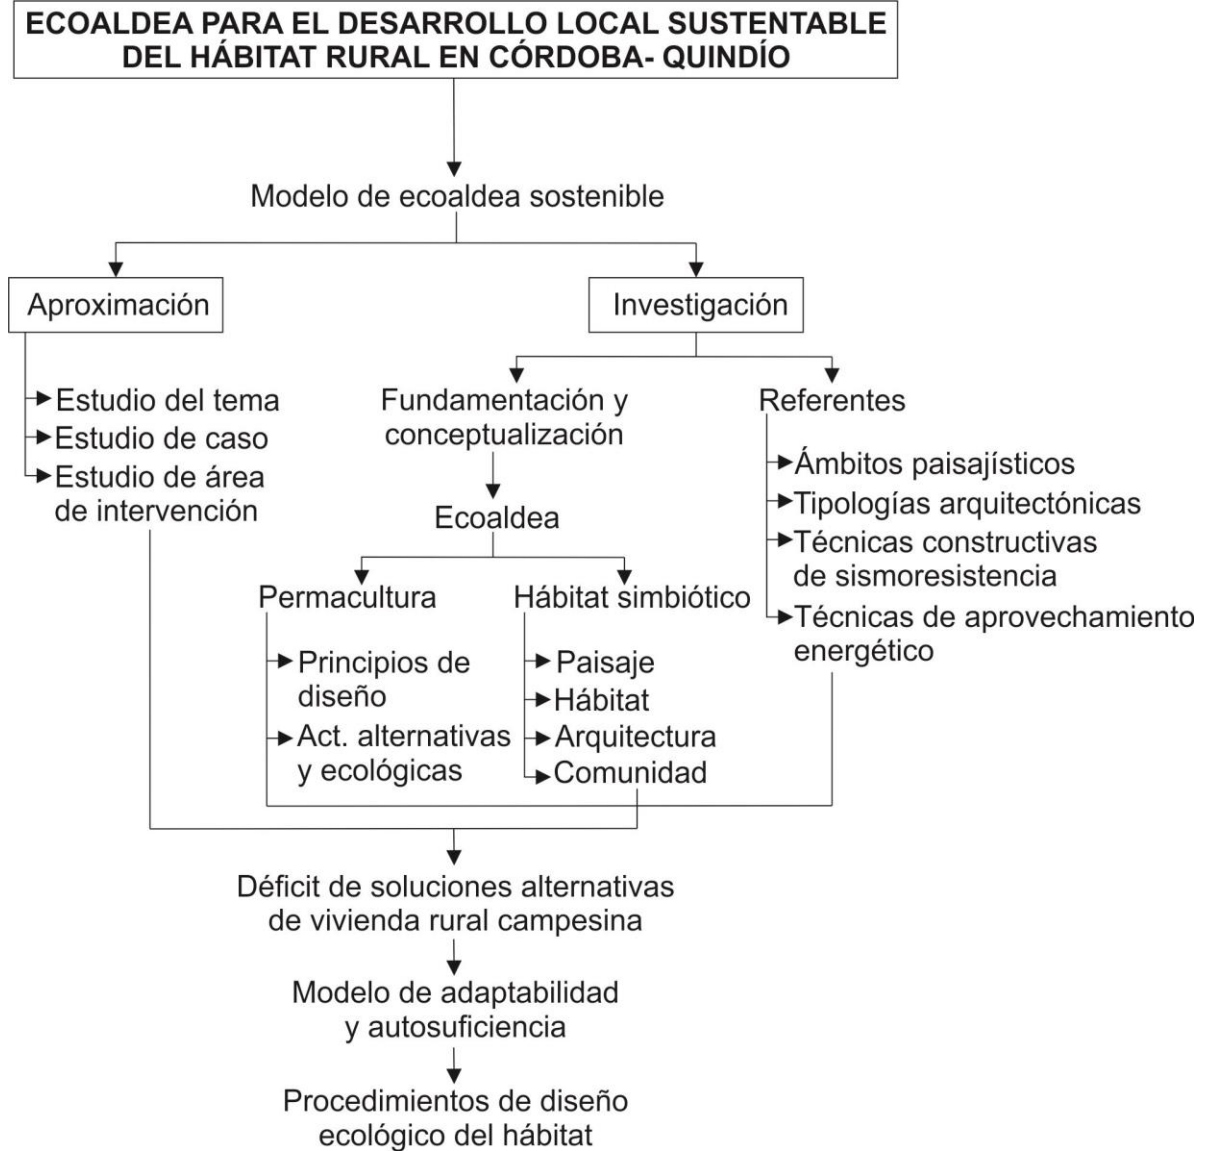 ECOALDEA PARA EL DESARROLLO LOCAL SUSTENTABLE
DEL HÁBITAT RURAL EN CÓRDOBA- QUINDÍO
Modelo de ecoaldea sostenible
Aproximación
Estudio del tema
Estudio de caso
Estudio de área
de intervención
Investigación
Fundamentación y
conceptualización
Ecoaldea
Permacultura
Principios de
diseño
Act. alternativas
y ecológicas
Hábitat simbiótico
Paisaje
Hábitat
Arquitectura
Comunidad
Referentes
Ámbitos paisajísticos
Tipologías arquitectónicas
Técnicas constructivas
de sismoresistencia
Técnicas de aprovechamiento
energético
Déficit de soluciones alternativas
de vivienda rural campesina
Modelo de adaptabilidad
y autosuficiencia
Procedimientos de diseño
ecológico del hábitat